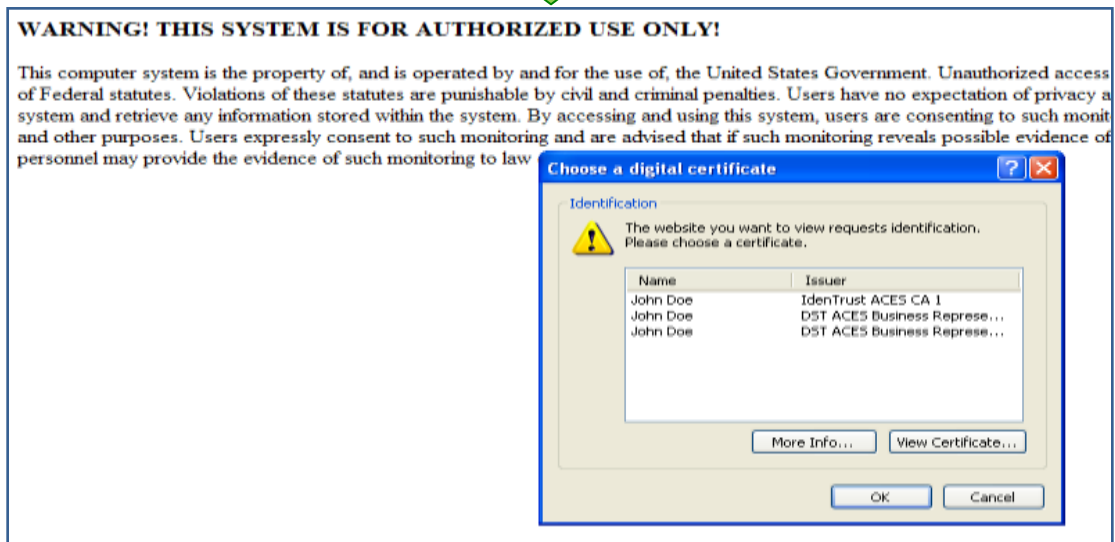 WARNING! THIS SYSTEM IS FOR AUTHORIZED USE ONLY!
This computer system is the property of, and is operated by and for the use of, the United States Government. Unauthorized access
of Federal statutes. Violations of these statutes are punishable by civil and criminal penalties. Users have no expectation of privacy a
system and retrieve any information stored within the system. By accessing and using this system, users are consenting to such monit
and other purposes. Users expressly consent to such monitoring and are advised that if such monitoring reveals possible evidence of
personnel may provide the evidence of such monitoring to law
Choose a digital certificate
Identification
The website you want to view requests identification.
Please choose a certificate.
Name Issuer
John Doe IdenTrust ACES CA 1
John Doe DST ACES Business Represe...
John Doe DST ACES Business Represe...
More Info... View Certificate...
OK Cancel